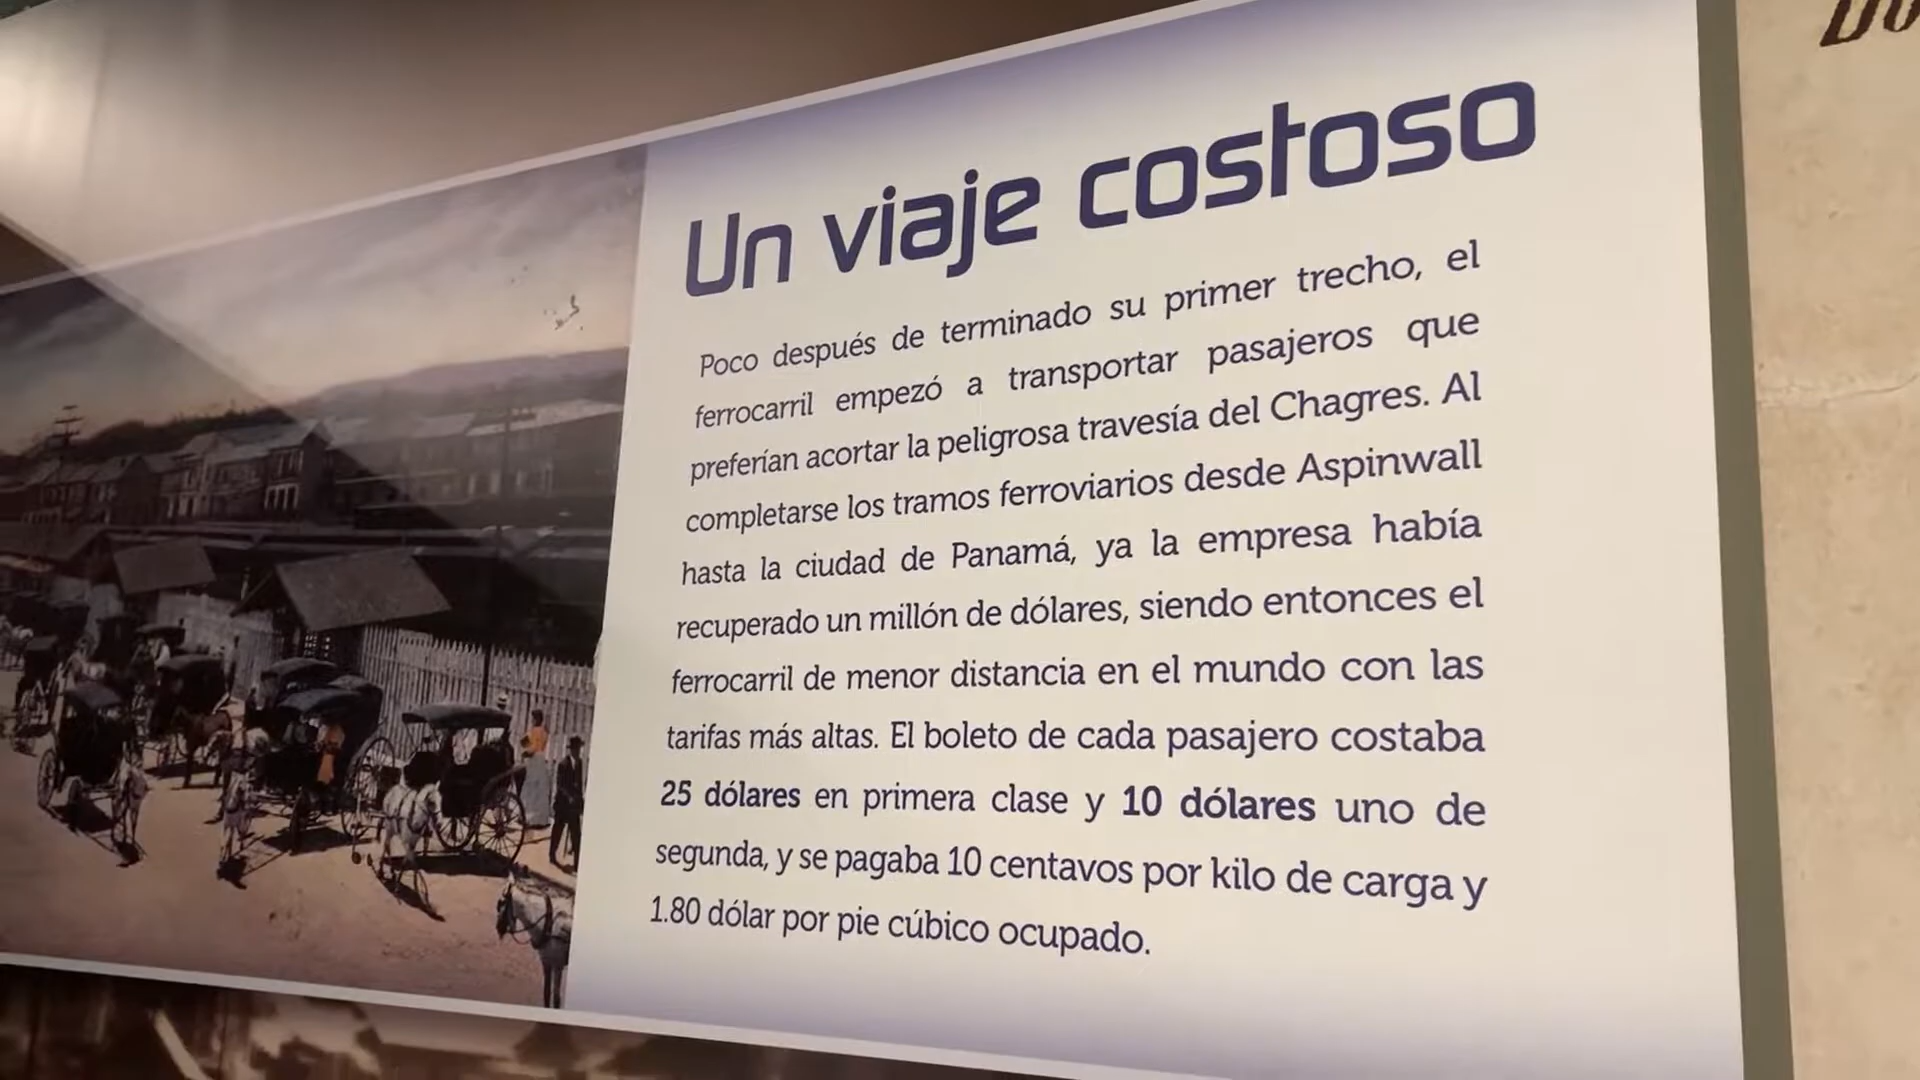 Un viaje costoso
Poco después de terminado su primer trecho, el
ferrocarril empezó a transportar pasajeros que
preferían acortar la peligrosa travesía del Chagres. Al
completarse los tramos ferroviarios desde Aspinwall
hasta la ciudad de Panamá, ya la empresa había
recuperado un millón de dólares, siendo entonces el
ferrocarril de menor distancia en el mundo con las
tarifas más altas. El boleto de cada pasajero costaba
25 dólares en primera clase y 10 dólares uno de
segunda, y se pagaba 10 centavos por kilo de carga y
1.80 dólar por pie cúbico ocupado.